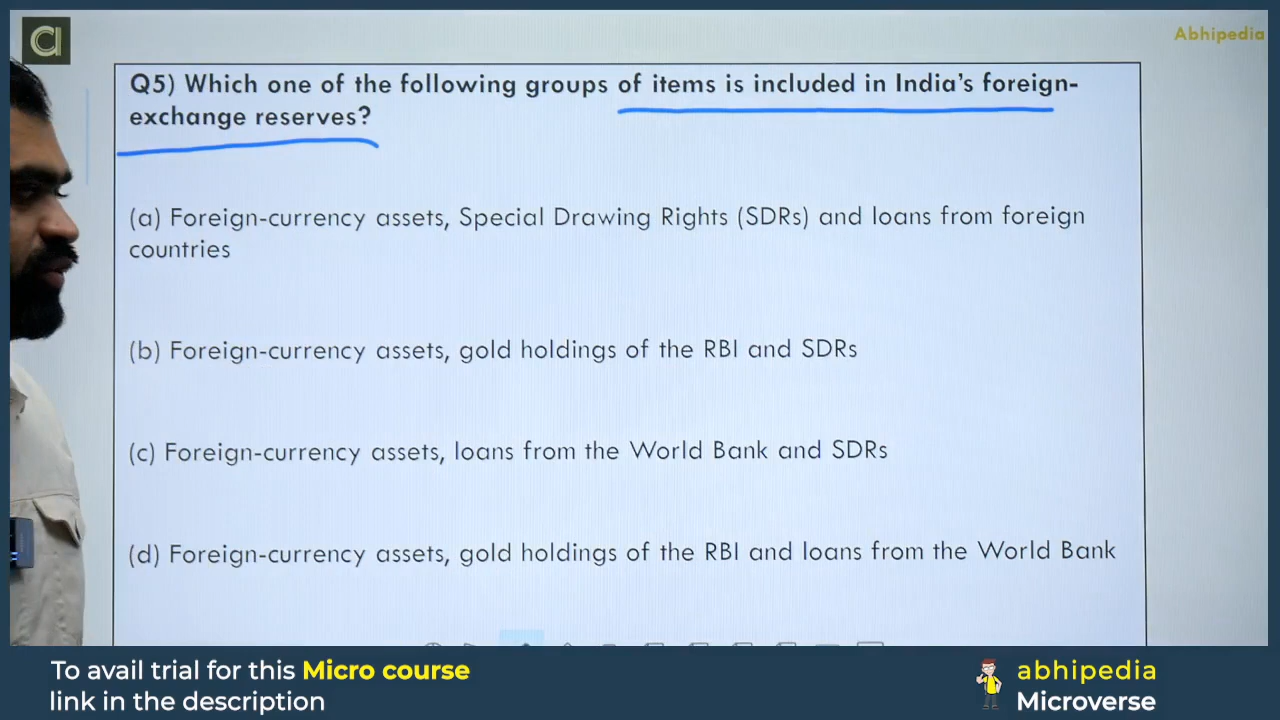 Abhipedia
Q5) Which one of the following groups of items is included in India's foreign-
exchange reserves?
(a) Foreign-currency assets, Special Drawing Rights (SDRs) and loans from foreign
countries
(b) Foreign-currency assets, gold holdings of the RBI and SDRs
(c) Foreign-currency assets, loans from the World Bank and SDRs
(d) Foreign-currency assets, gold holdings of the RBI and loans from the World Bank
To avail trial for this Micro course
link in the description
abhipedia
Microverse